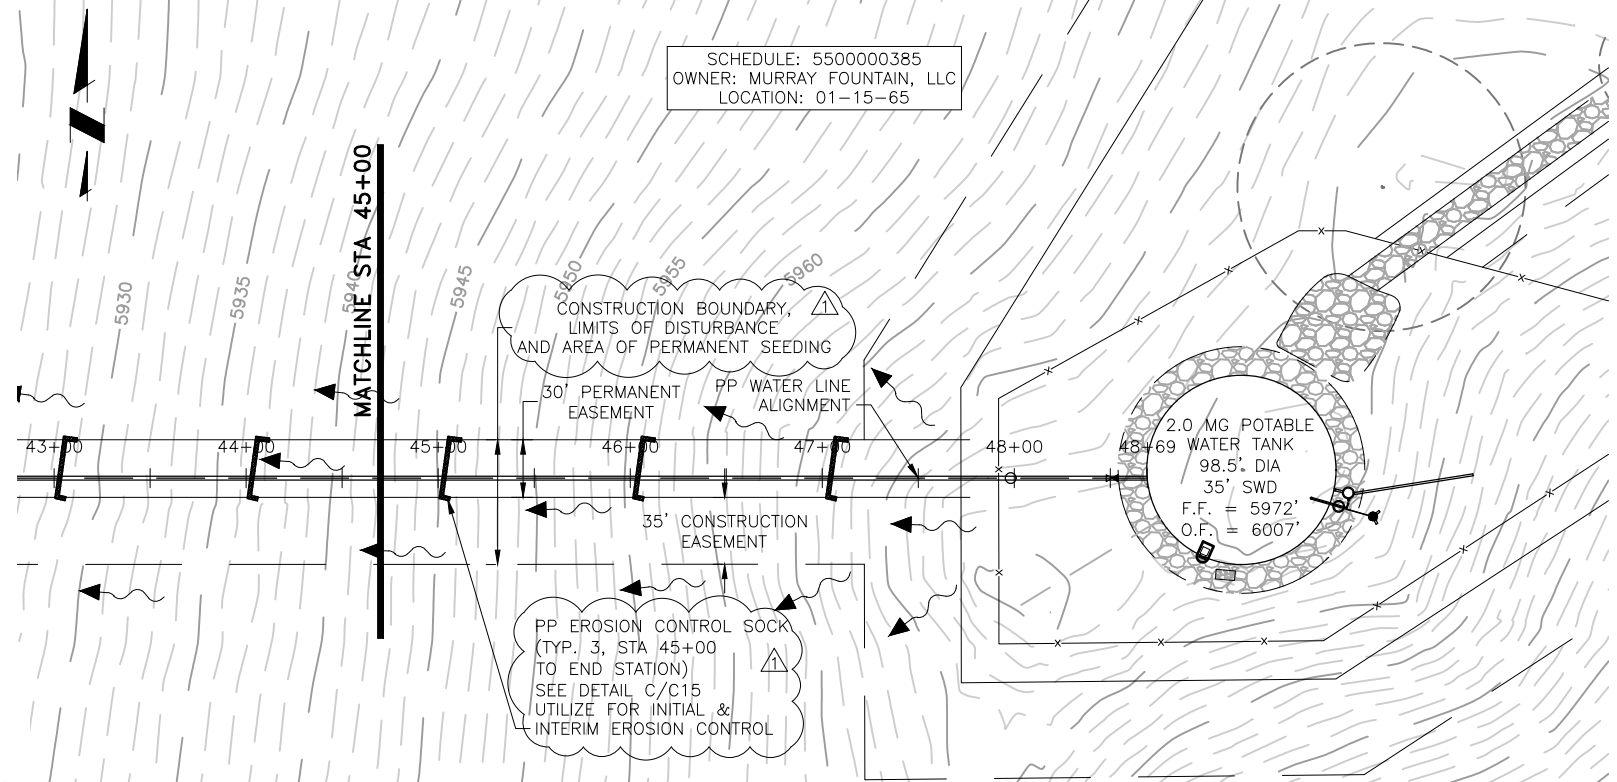 SCHEDULE: 5500000385
OWNER: MURRAY FOUNTAIN, LLC
LOCATION: 01-15-65
MATCHLINE STA 45+00
5930
5935
5940
5945
5950
5955
5960
CONSTRUCTION BOUNDARY,
LIMITS OF DISTURBANCE
AND AREA OF PERMANENT SEEDING
1
30' PERMANENT
EASEMENT
PP WATER LINE
ALIGNMENT
43+00
44+00
45+00
46+00
47+00
48+00
48+69
2.0 MG POTABLE
WATER TANK
98.5' DIA
35' SWD
F.F. = 5972'
O.F. = 6007'
35' CONSTRUCTION
EASEMENT
PP EROSION CONTROL SOCK
(TYP. 3, STA 45+00
TO END STATION)
SEE DETAIL C/C15
UTILIZE FOR INITIAL &
INTERIM EROSION CONTROL
1